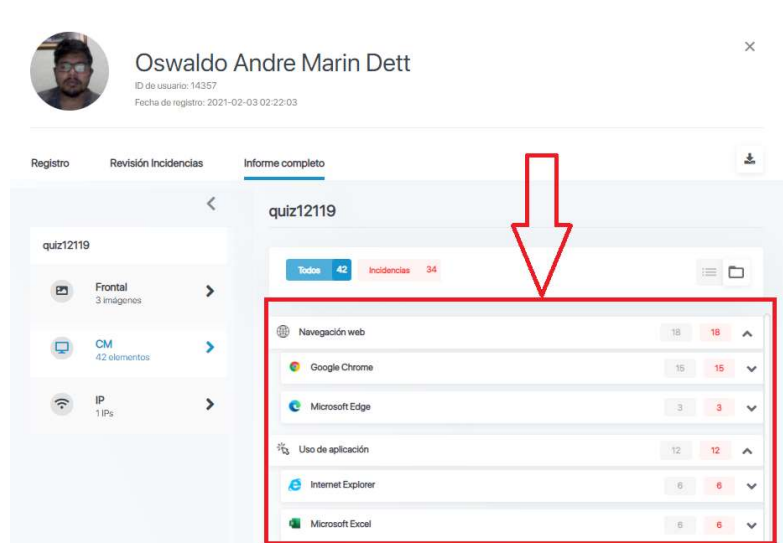 Oswaldo Andre Marin Dett
ID de usuario: 14357
Fecha de registro: 2021-02-03 02:22:03
Registro Revisión Incidencias Informe completo
quiz12119
quiz12119
Todos 42 Incidencias 34
Frontal
3 imágenes
CM
42 elementos
IP
1 IPs
Navegación web 18 18
Google Chrome 15 15
Microsoft Edge 3 3
Uso de aplicación 12 12
Internet Explorer 6 6
Microsoft Excel 6 6